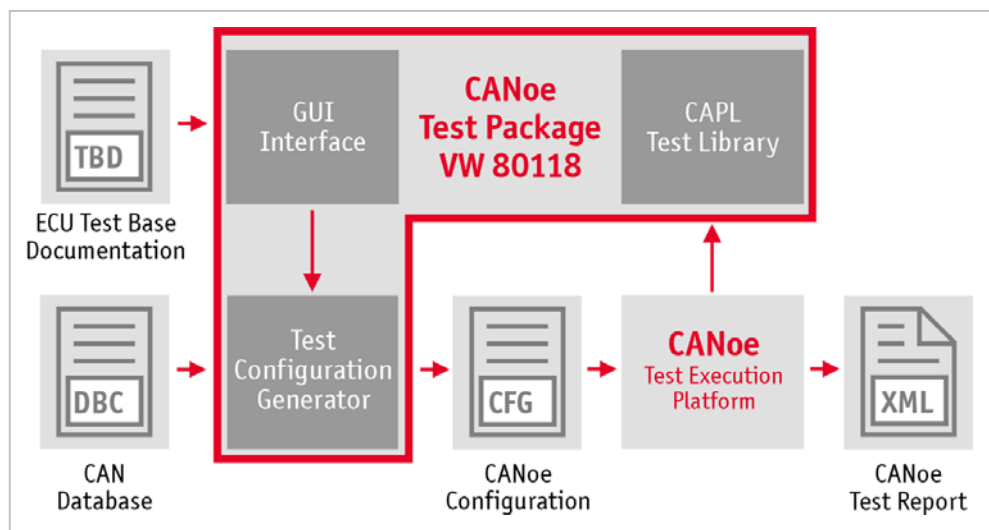 TBD
ECU Test Base
Documentation
GUI
Interface
CANoe
Test Package
VW 80118
CAPL
Test Library
DBC
CAN
Database
Test
Configuration
Generator
CFG
CANoe
Configuration
CANoe
Test Execution
Platform
XML
CANoe
Test Report